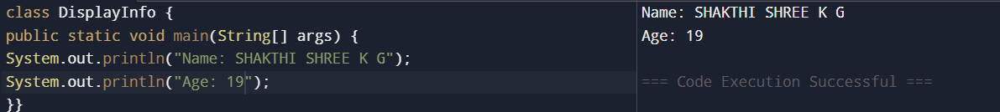 class DisplayInfo {
public static void main(String[] args) {
System.out.println("Name: SHAKTHI SHREE K G");
System.out.println("Age: 19");
}}
Name: SHAKTHI SHREE K G
Age: 19
=== Code Execution Successful ===